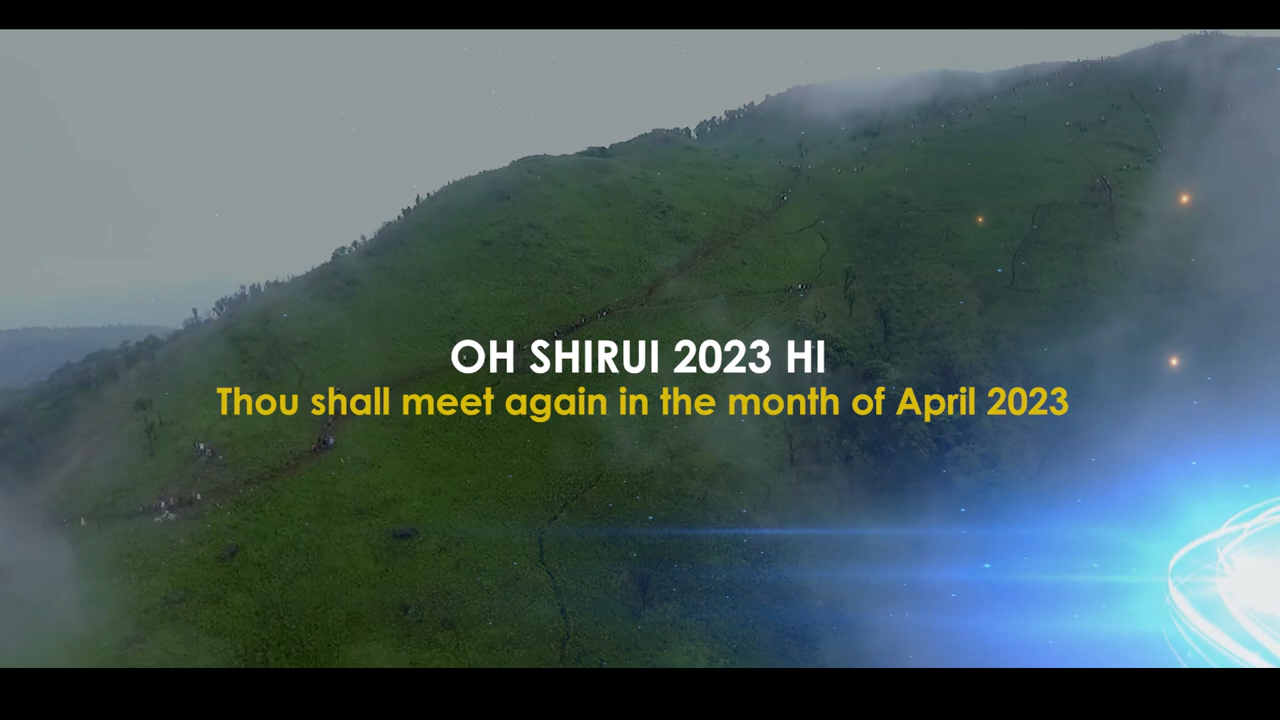 OH SHIRUI 2023 HI
Thou shall meet again in the month of April 2023